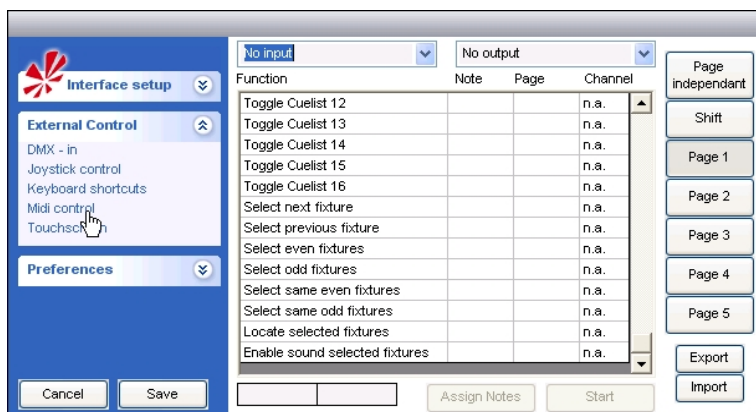 Interface setup
External Control
DMX - in
Joystick control
Keyboard shortcuts
Midi control
Preferences
Cancel Save
No input No output
Function Note Page Channel
Toggle Cuelist 12 n.a.
Toggle Cuelist 13 n.a.
Toggle Cuelist 14 n.a.
Toggle Cuelist 15 n.a.
Toggle Cuelist 16 n.a.
Select next fixture n.a.
Select previous fixture n.a.
Select even fixtures n.a.
Select odd fixtures n.a.
Select same even fixtures n.a.
Select same odd fixtures n.a.
Locate selected fixtures n.a.
Enable sound selected fixtures n.a.
Assign Notes Start
Page
independant
Shift
Page 1
Page 2
Page 3
Page 4
Page 5
Export
Import